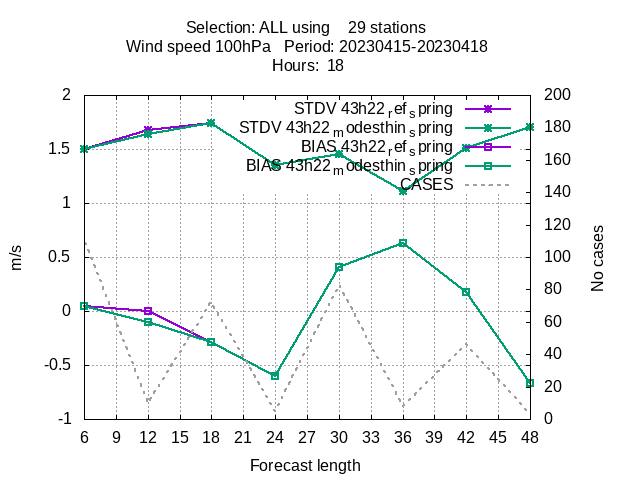 Selection: ALL using 29 stations
Wind speed 100hPa Period: 20230415-20230418
Hours: 18
STDV 43h22_ref_spring
STDV 43h22_modesthin_spring
BIAS 43h22_ref_spring
BIAS 43h22_modesthin_spring
CASES
2
1.5
1
0.5
0
-0.5
-1
m/s
200
180
160
140
120
100
80
60
40
20
0
No cases
6 9 12 15 18 21 24 27 30 33 36 39 42 45 48
Forecast length